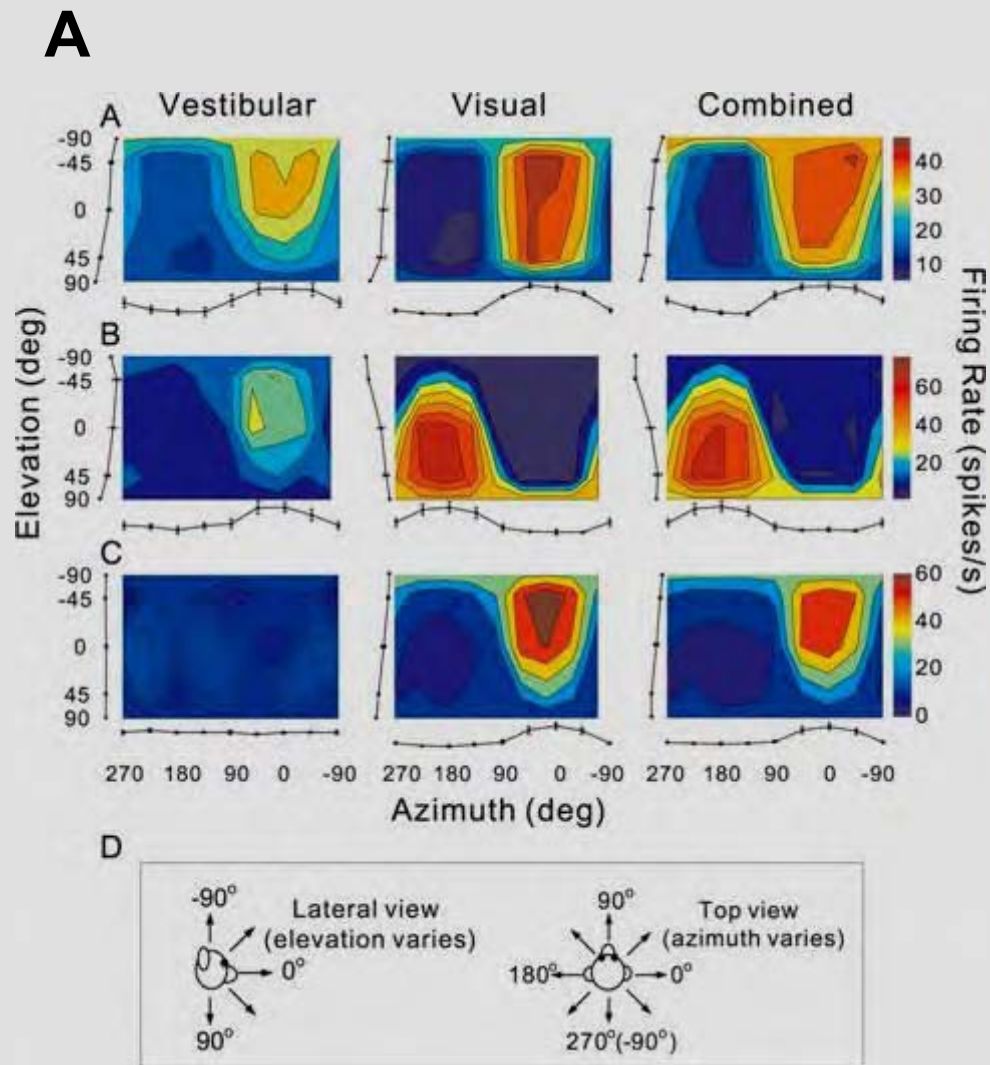 A
Vestibular Visual Combined
A
-90
-45
0
45
90
40
30
20
10
B
-90
-45
0
45
90
60
40
20
C
-90
-45
0
45
90
60
40
20
0
Elevation (deg)
Firing Rate (spikes/s)
270 180 90 0 -90 270 180 90 0 -90 270 180 90 0 -90
Azimuth (deg)
D
-90°
Lateral view
(elevation varies)
0°
90°
90°
Top view
(azimuth varies)
180° 0°
270°(-90°)